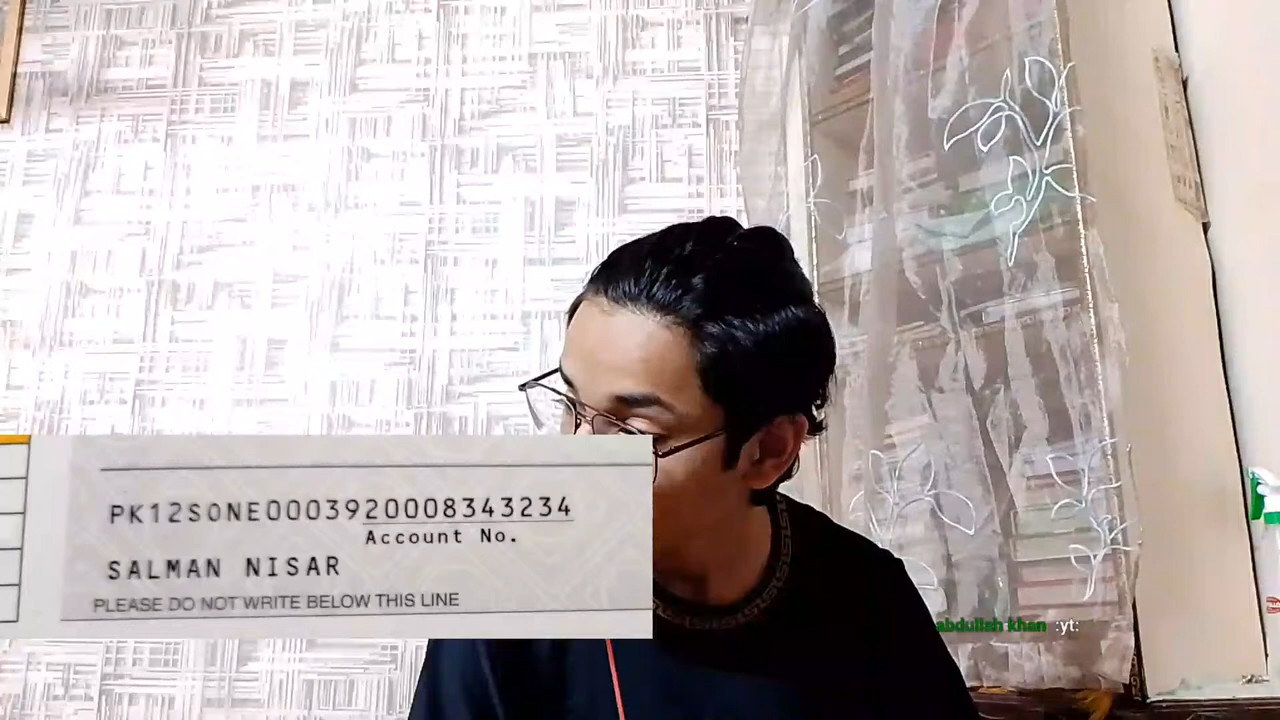 PK12SONE0003920008343234
Account No.
SALMAN NISAR
PLEASE DO NOT WRITE BELOW THIS LINE
abdullah khan :yt: